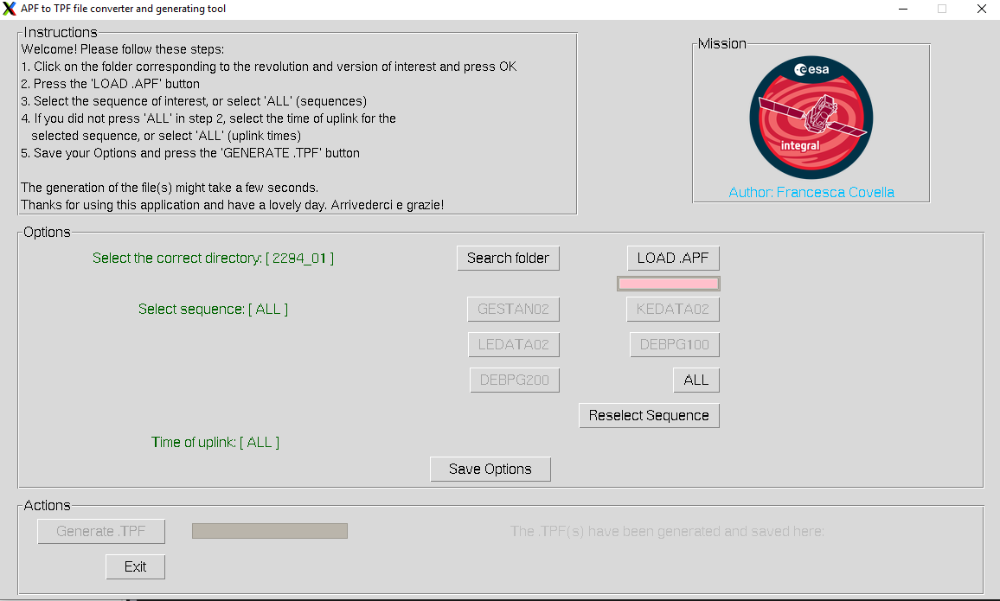 APF to TPF file converter and generating tool
Instructions
Welcome! Please follow these steps:
1. Click on the folder corresponding to the revolution and version of interest and press OK
2. Press the 'LOAD .APF' button
3. Select the sequence of interest, or select 'ALL' (sequences)
4. If you did not press 'ALL' in step 2, select the time of uplink for the
selected sequence, or select 'ALL' (uplink times)
5. Save your Options and press the 'GENERATE .TPF' button
The generation of the file(s) might take a few seconds.
Thanks for using this application and have a lovely day. Arrivederci e grazie!
Mission
esa
integral
Author: Francesca Covella
Options
Select the correct directory: [ 2294_01 ]
Search folder
LOAD .APF
Select sequence: [ ALL ]
GESTAN02
KEDATA02
LEDATA02
DEBPG100
DEBPG200
ALL
Reselect Sequence
Time of uplink: [ ALL ]
Save Options
Actions
Generate .TPF
The .TPF(s) have been generated and saved here:
Exit